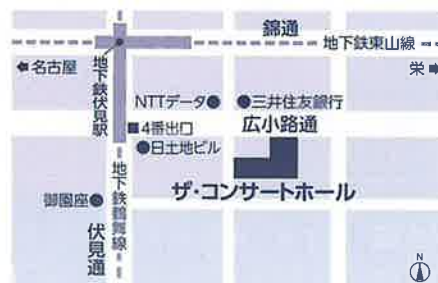 錦通
地下鉄東山線
名古屋
栄
地下鉄伏見駅
NTTデータ
三井住友銀行
4番出口
広小路通
日土地ビル
ザ・コンサートホール
御園座
地下鉄鶴舞線
伏見通
N